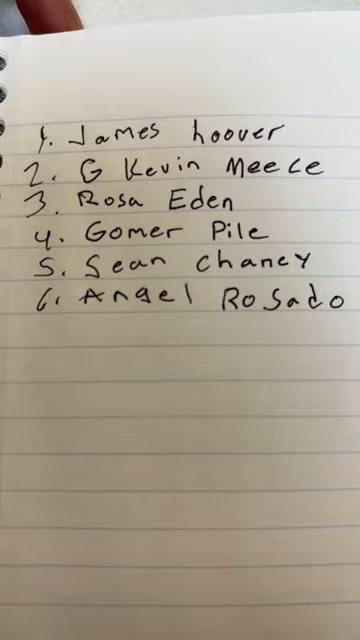 1. James hoover
2. G Kevin Meece
3. Rosa Eden
4. Gomer Pile
5. Sean chaney
6. Angel Rosado